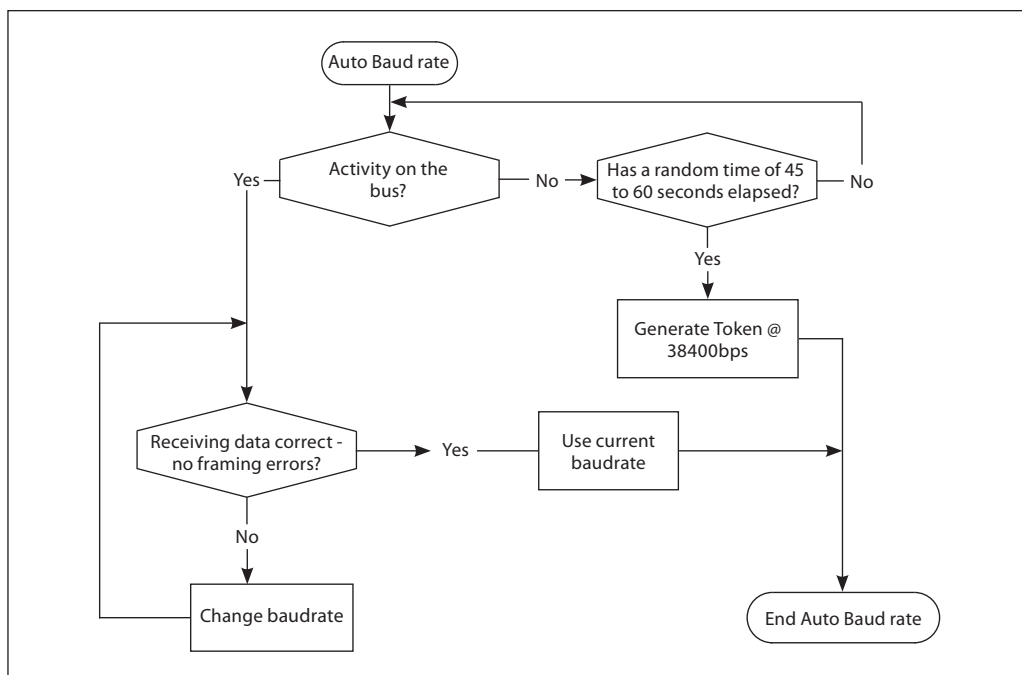 Auto Baud rate
Activity on the
bus?
Yes
No
Has a random time of 45
to 60 seconds elapsed?
No
Yes
Generate Token @
38400bps
Receiving data correct -
no framing errors?
Yes
Use current
baudrate
No
Change baudrate
End Auto Baud rate